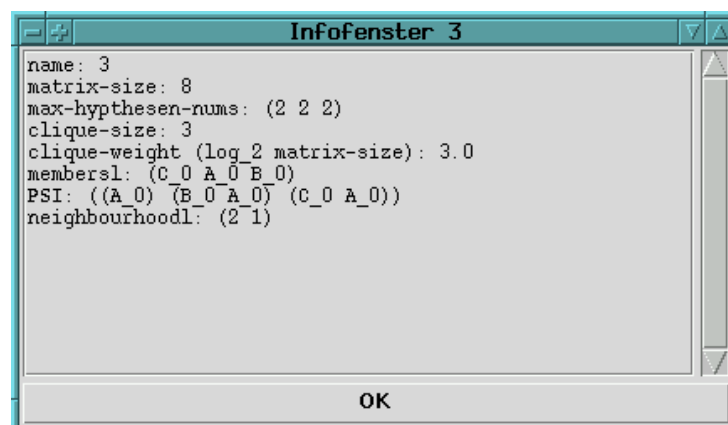 Infofenster 3
name: 3
matrix-size: 8
max-hypthesen-nums: (2 2 2)
clique-size: 3
clique-weight (log_2 matrix-size): 3.0
membersl: (C_0 A_0 B_0)
PSI: ((A_0) (B_0 A_0) (C_0 A_0))
neighbourhoodl: (2 1)
OK